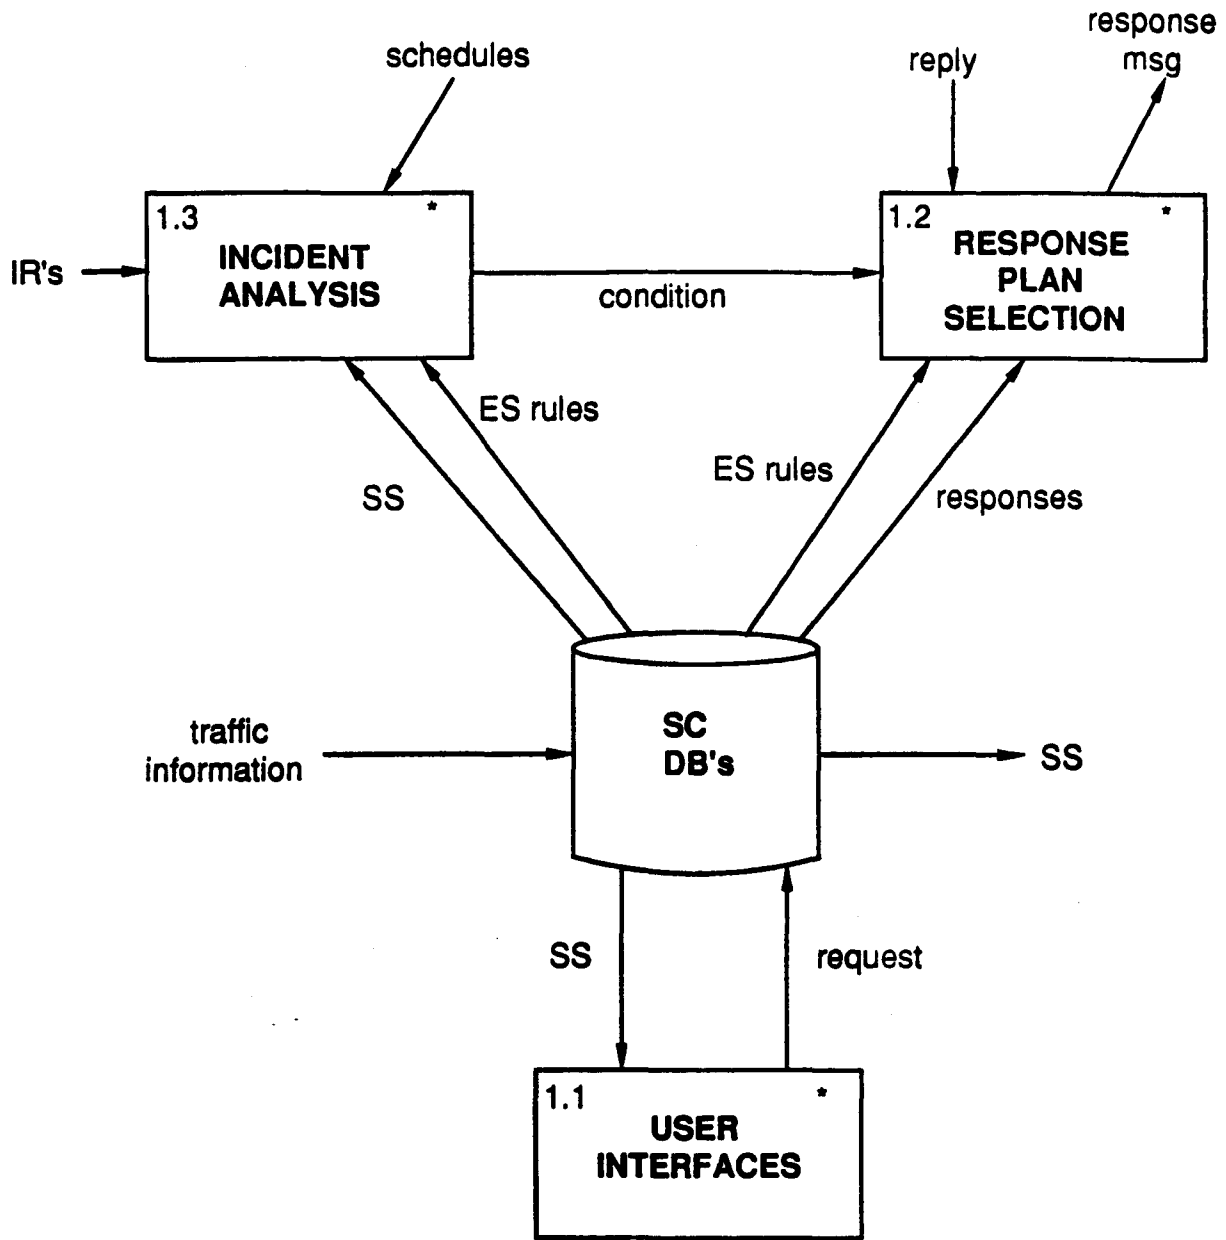 schedules
reply
response
msg
1.3 *
INCIDENT
ANALYSIS
IR's
condition
1.2 *
RESPONSE
PLAN
SELECTION
ES rules
SS
ES rules
responses
traffic
information
SC
DB's
SS
SS
request
1.1 *
USER
INTERFACES